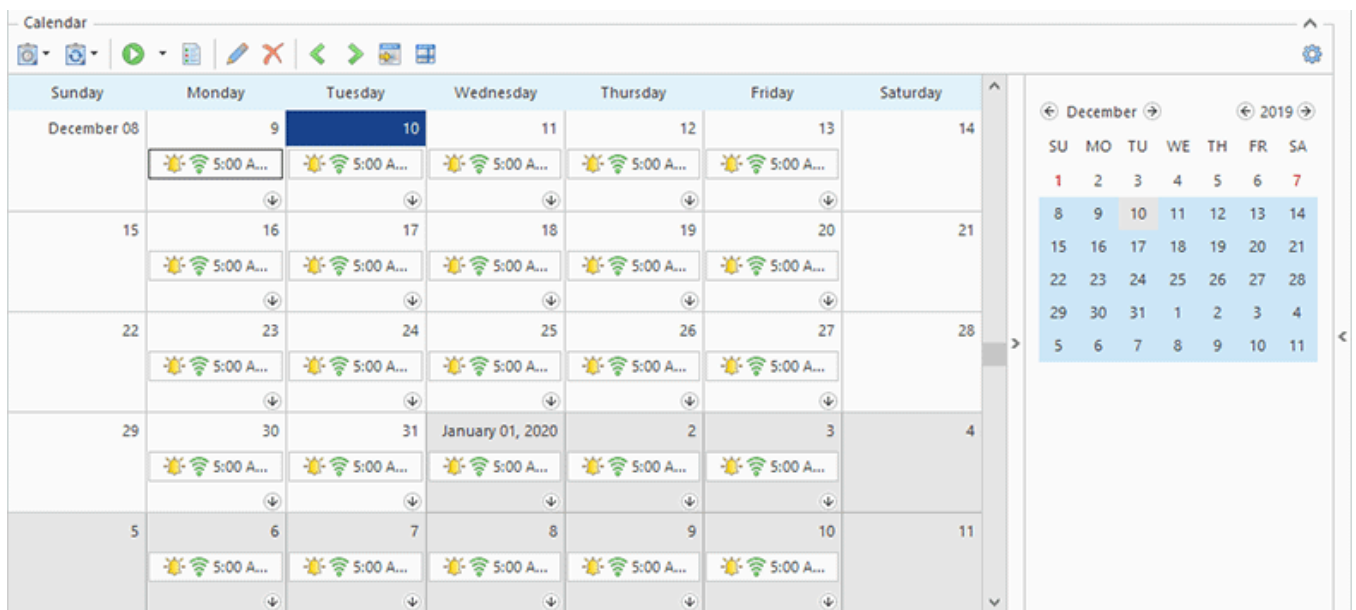 Calendar
Sunday Monday Tuesday Wednesday Thursday Friday Saturday
December 08 9 10 11 12 13 14
5:00 A... 5:00 A... 5:00 A... 5:00 A... 5:00 A...
15 16 17 18 19 20 21
5:00 A... 5:00 A... 5:00 A... 5:00 A... 5:00 A...
22 23 24 25 26 27 28
5:00 A... 5:00 A... 5:00 A... 5:00 A... 5:00 A...
29 30 31 January 01, 2020 2 3 4
5:00 A... 5:00 A... 5:00 A... 5:00 A... 5:00 A...
5 6 7 8 9 10 11
5:00 A... 5:00 A... 5:00 A... 5:00 A... 5:00 A...
December 2019
SU MO TU WE TH FR SA
1 2 3 4 5 6 7
8 9 10 11 12 13 14
15 16 17 18 19 20 21
22 23 24 25 26 27 28
29 30 31 1 2 3 4
5 6 7 8 9 10 11